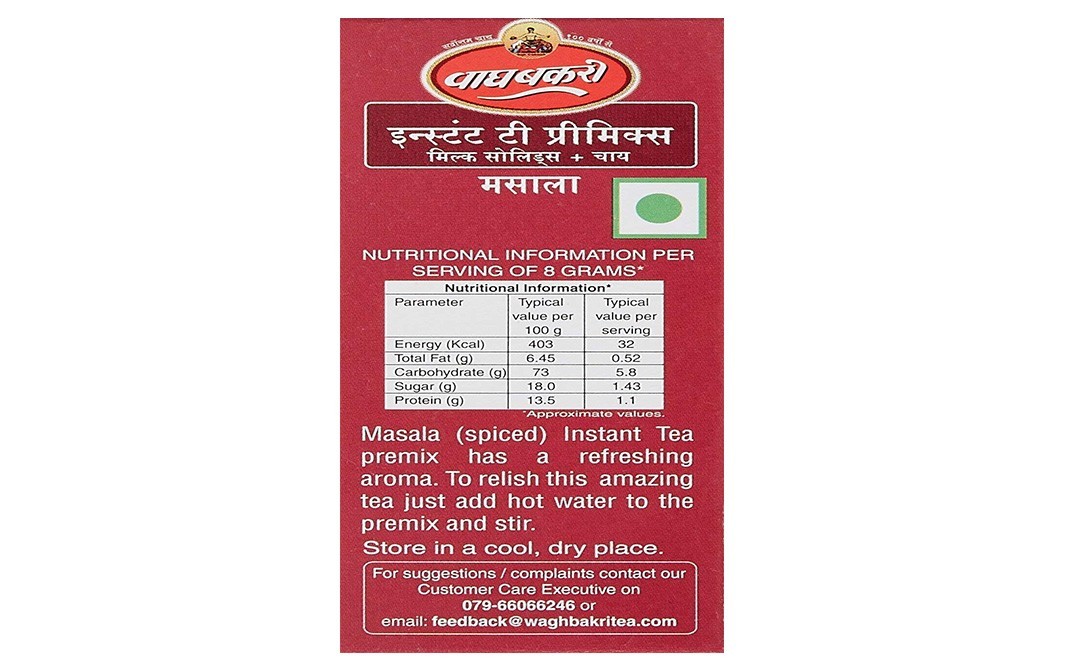 सर्वोत्तम चाय १०० वर्षों से
वाघबकरी
इन्स्टंट टी प्रीमिक्स
मिल्क सोलिड्स + चाय
मसाला
NUTRITIONAL INFORMATION PER
SERVING OF 8 GRAMS*
Nutritional Information*
Parameter Typical value per 100 g Typical value per serving
Energy (Kcal) 403 32
Total Fat (g) 6.45 0.52
Carbohydrate (g) 73 5.8
Sugar (g) 18.0 1.43
Protein (g) 13.5 1.1
*Approximate values.
Masala (spiced) Instant Tea
premix has a refreshing
aroma. To relish this amazing
tea just add hot water to the
premix and stir.
Store in a cool, dry place.
For suggestions / complaints contact our
Customer Care Executive on
079-66066246 or
email: feedback@waghbakritea.com